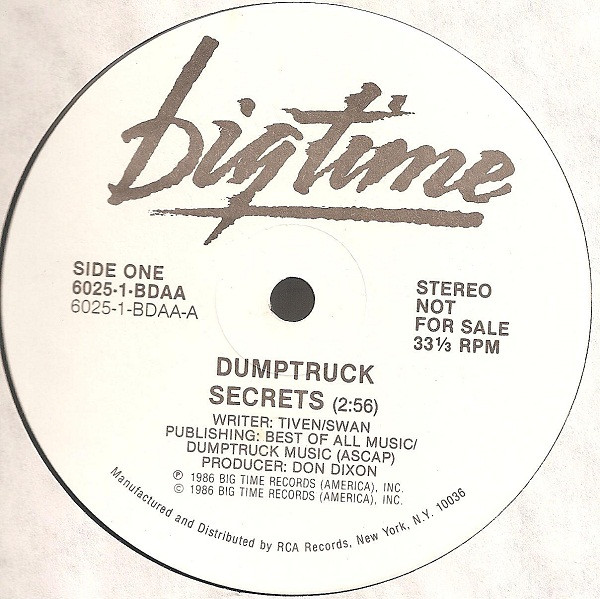 bigtime
SIDE ONE
6025·1·BDAA
6025-1-BDAA-A
STEREO
NOT
FOR SALE
33⅓ RPM
DUMPTRUCK
SECRETS (2:56)
WRITER: TIVEN/SWAN
PUBLISHING: BEST OF ALL MUSIC/
DUMPTRUCK MUSIC (ASCAP)
PRODUCER: DON DIXON
℗ 1986 BIG TIME RECORDS (AMERICA), INC.
© 1986 BIG TIME RECORDS (AMERICA), INC.
Manufactured and Distributed by RCA Records, New York, N.Y. 10036